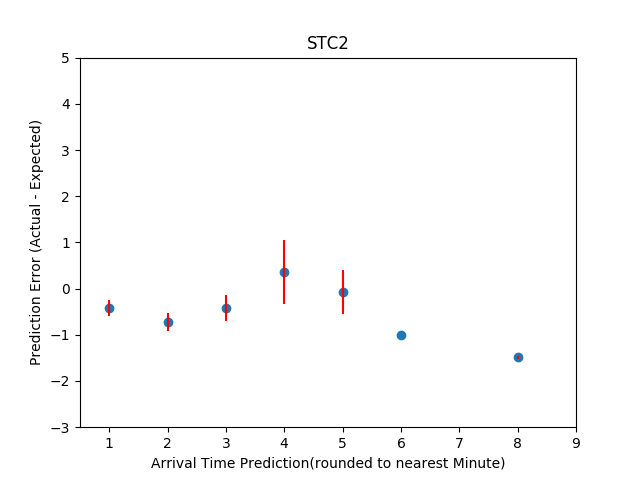 STC2
5
4
3
2
1
0
−1
−2
−3
Prediction Error (Actual - Expected)
1 2 3 4 5 6 7 8 9
Arrival Time Prediction(rounded to nearest Minute)